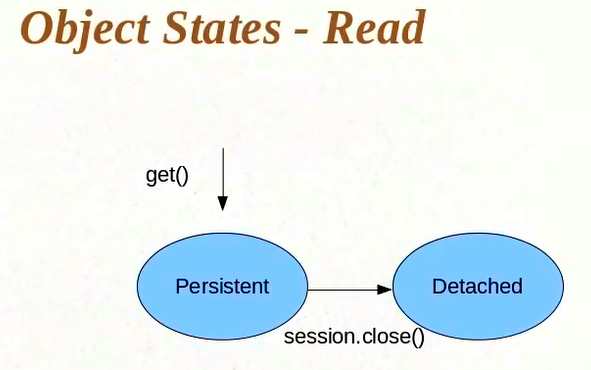 Object States - Read
get()
Persistent
Detached
session.close()